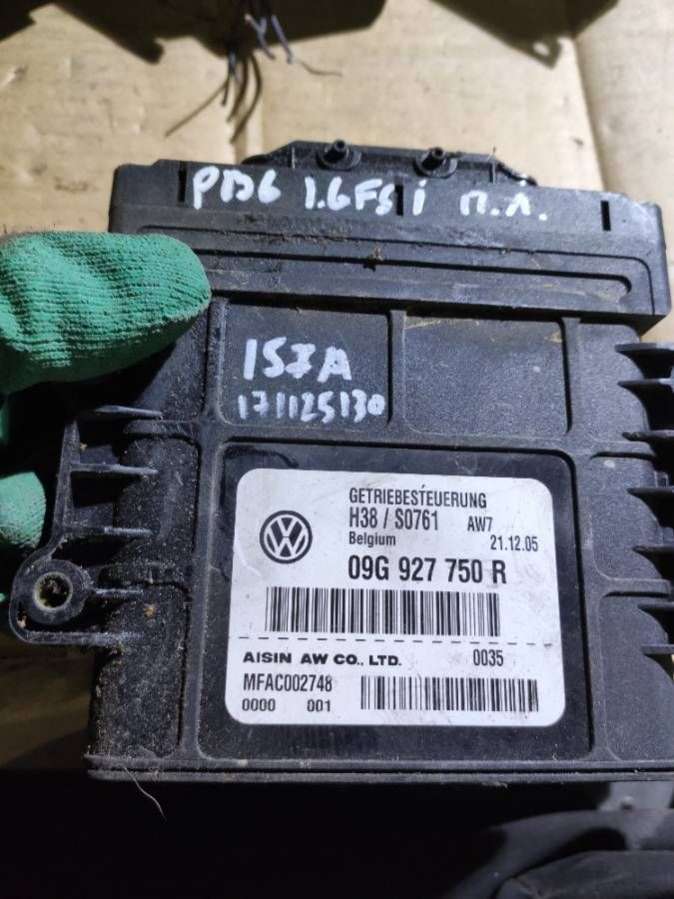 PB6 1.6FSi п.л.
157A
171125130
GETRIEBESTEUERUNG
H38 / S0761 AW7
Belgium 21.12.05
09G 927 750 R
AISIN AW CO., LTD. 0035
MFAC002748
0000 001